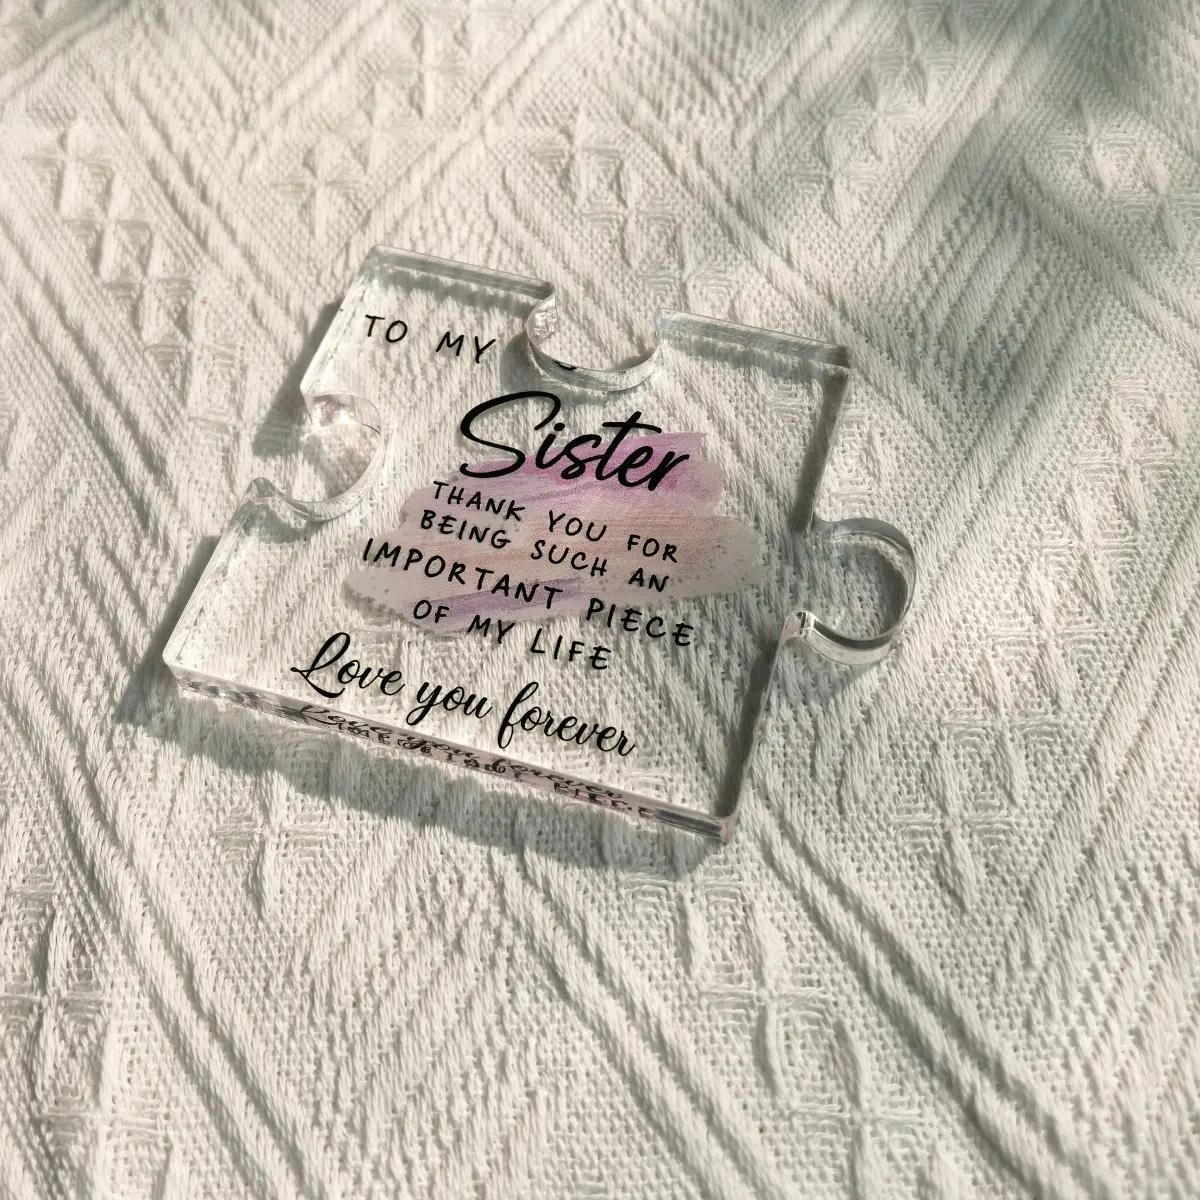 TO MY
Sister
THANK YOU FOR
BEING SUCH AN
IMPORTANT PIECE
OF MY LIFE
Love you forever